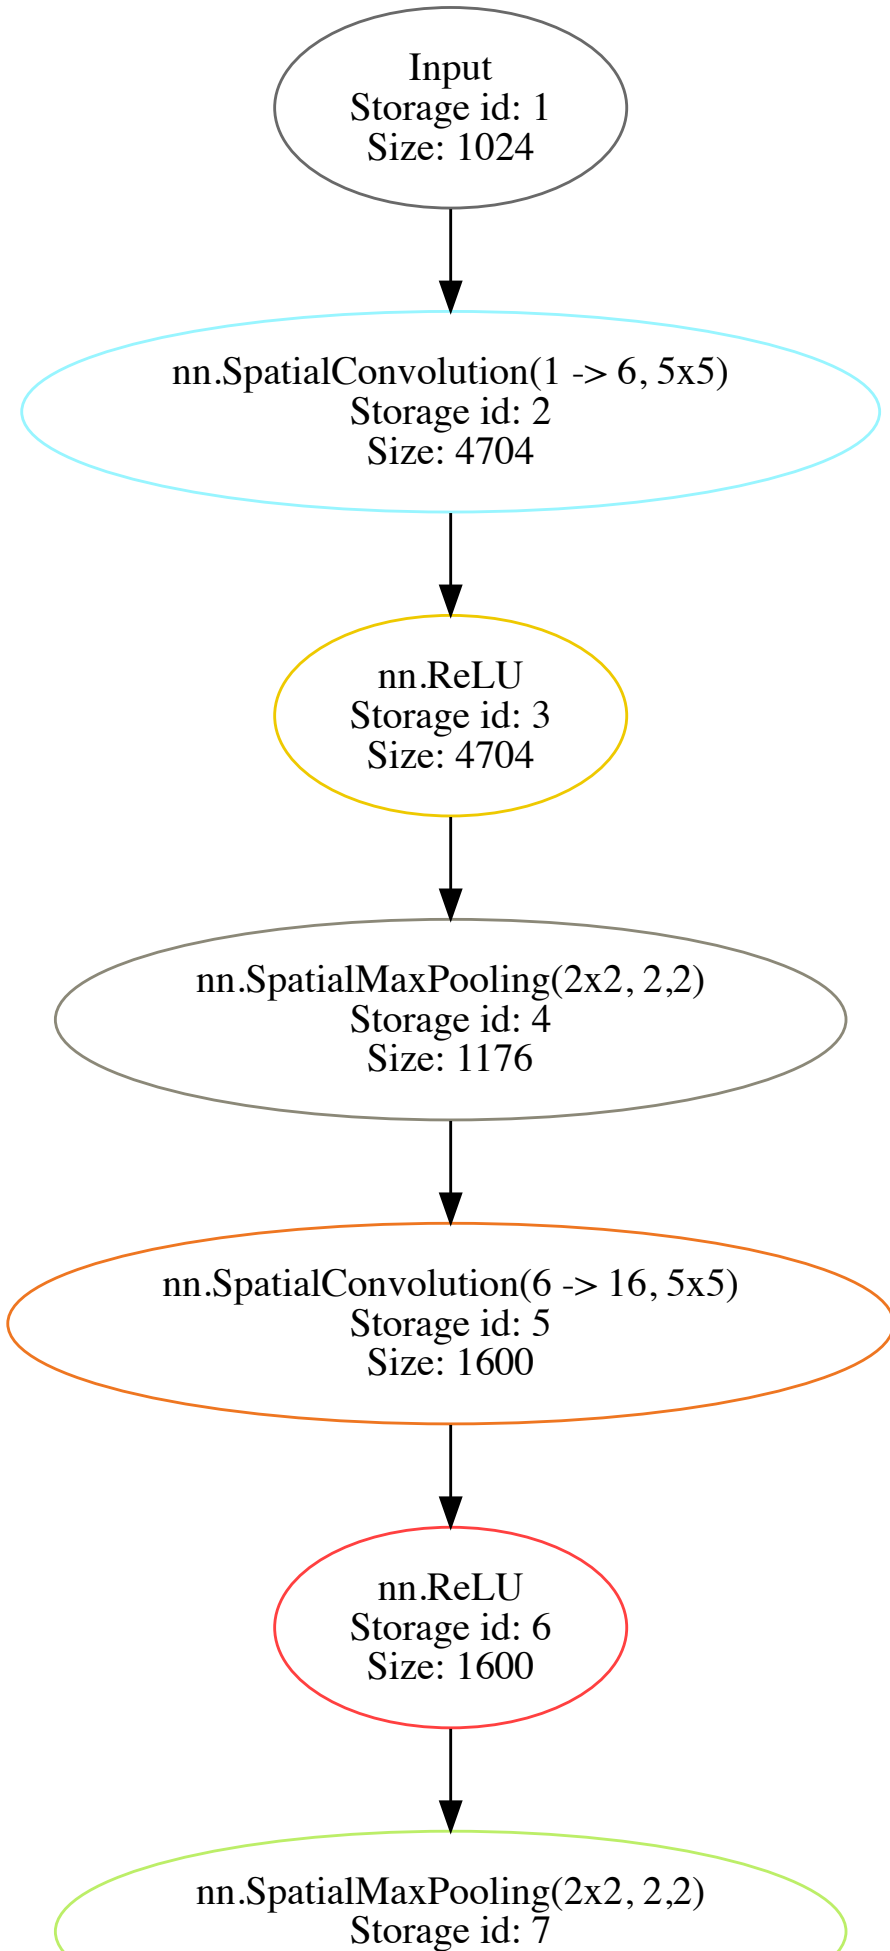 Input
Storage id: 1
Size: 1024
nn.SpatialConvolution(1 -> 6, 5x5)
Storage id: 2
Size: 4704
nn.ReLU
Storage id: 3
Size: 4704
nn.SpatialMaxPooling(2x2, 2,2)
Storage id: 4
Size: 1176
nn.SpatialConvolution(6 -> 16, 5x5)
Storage id: 5
Size: 1600
nn.ReLU
Storage id: 6
Size: 1600
nn.SpatialMaxPooling(2x2, 2,2)
Storage id: 7